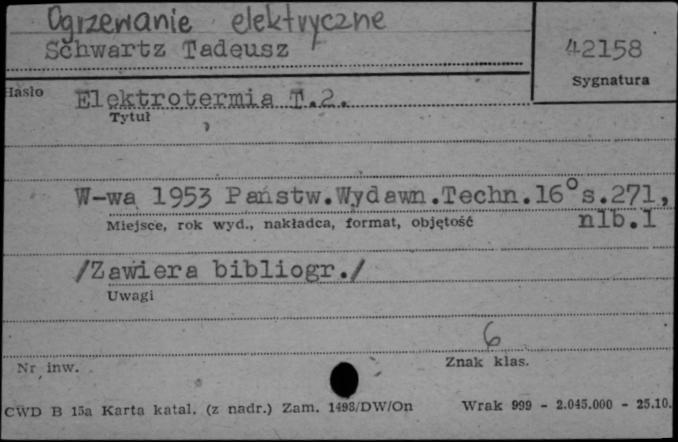 Ogrzewanie elektryczne
Schwartz Tadeusz
42158
Sygnatura
Hasło
Elektrotermia T.2.
Tytuł
W-wa 1953 Państw.Wydawn.Techn.16° s.271,
Miejsce, rok wyd., nakładca, format, objętość
nlb.1
/Zawiera bibliogr./
Uwagi
6
Nr inw.
Znak klas.
CWD B 15a Karta katal. (z nadr.) Zam. 1498/DW/On
Wrak 999 - 2.045.000 - 25.10.